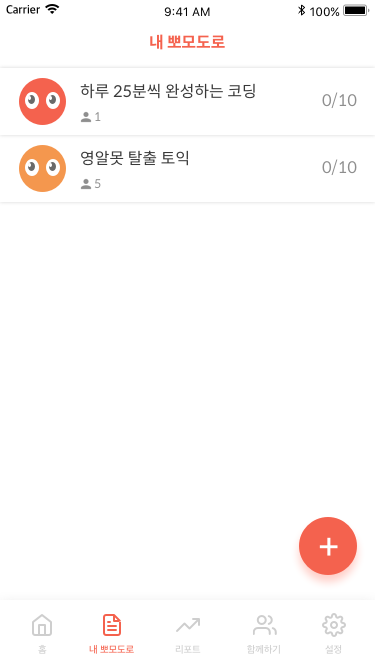 Carrier 9:41 AM 100%
내 뽀모도로
하루 25분씩 완성하는 코딩
1
0/10
영알못 탈출 토익
5
0/10
+
홈 내 뽀모도로 리포트 함께하기 설정